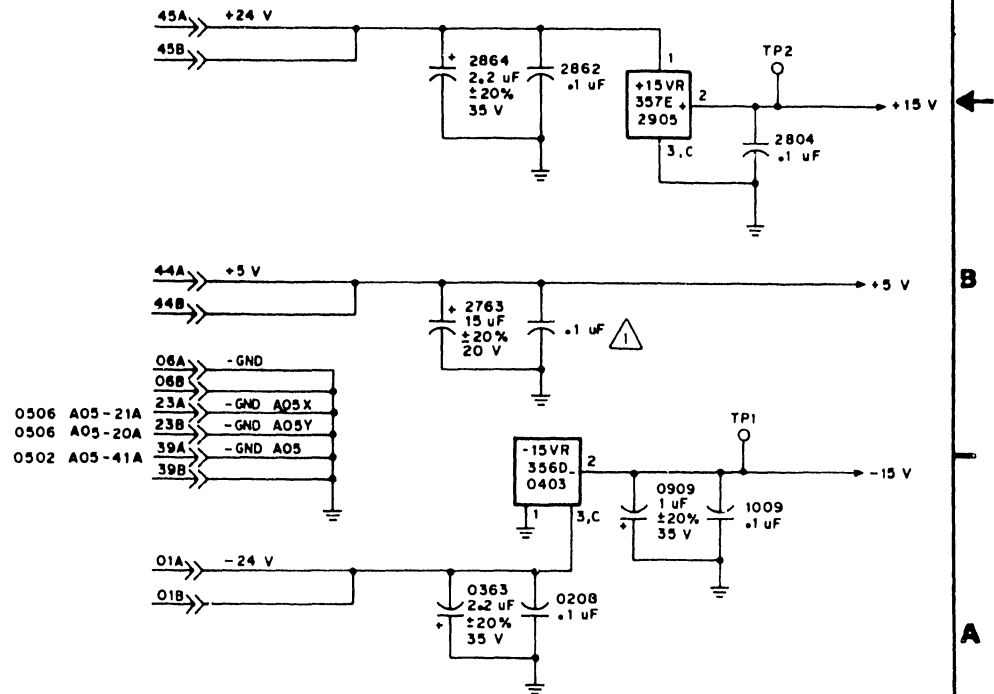 45A +24 V
45B
+ 2864
2.2 uF
±20%
35 V
2862
.1 uF
1
+15VR
357E +
2905
2
3,C
TP2
+15 V
2804
.1 uF
44A +5 V
44B
+ 2763
15 uF
±20%
20 V
.1 uF
1
+5 V
B
06A -GND
06B
0506 A05-21A 23A -GND A05X
0506 A05-20A 23B -GND A05Y
0502 A05-41A 39A -GND A05
39B
-15VR
356D -
0403
2
1
3,C
TP1
-15 V
0909
1 uF
±20%
35 V
+
1009
.1uF
01A -24 V
01B
0363
2.2 uF
±20%
35 V
+
0208
.1 uF
A